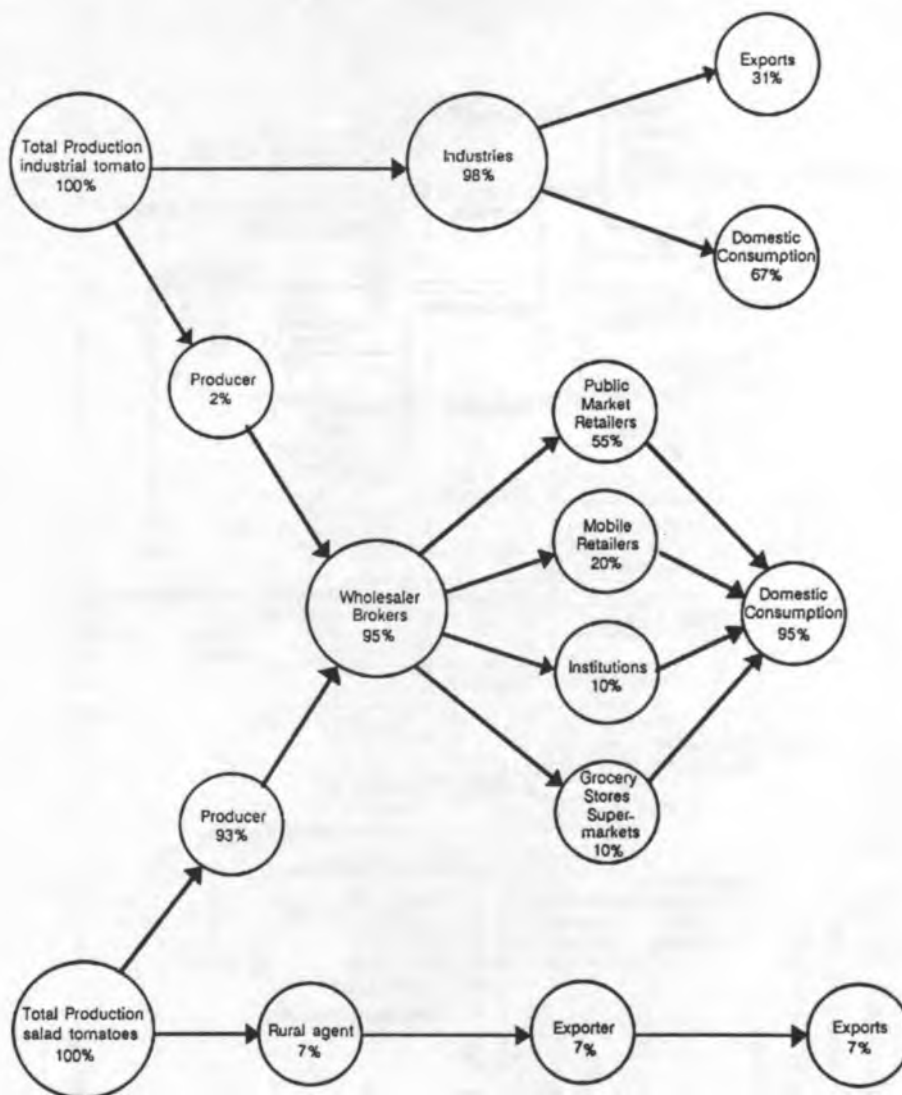 Exports
31%
Total Production
industrial tomato
100%
Industries
98%
Domestic
Consumption
67%
Producer
2%
Public
Market
Retailers
55%
Mobile
Retailers
20%
Wholesaler
Brokers
95%
Domestic
Consumption
95%
Institutions
10%
Producer
93%
Grocery
Stores
Super-
markets
10%
Total Production
salad tomatoes
100%
Rural agent
7%
Exporter
7%
Exports
7%